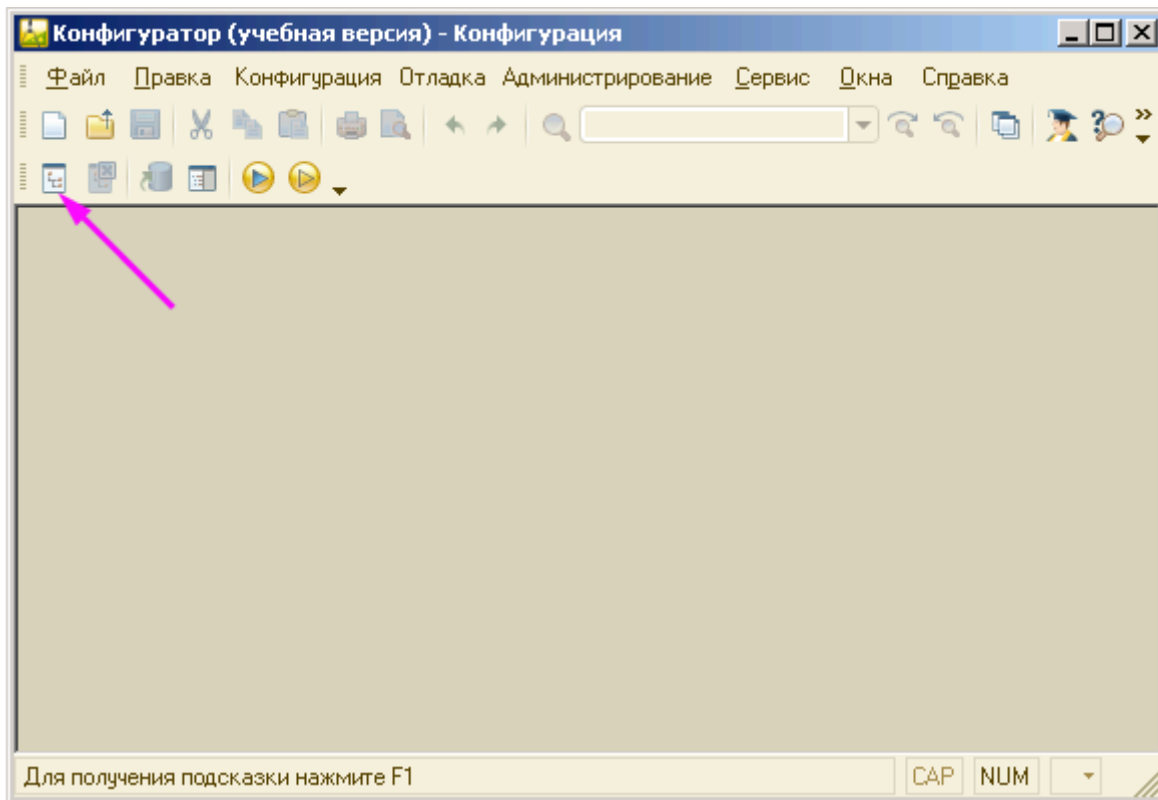 Конфигуратор (учебная версия) - Конфигурация
Файл Правка Конфигурация Отладка Администрирование Сервис Окна Справка
Для получения подсказки нажмите F1 CAP NUM